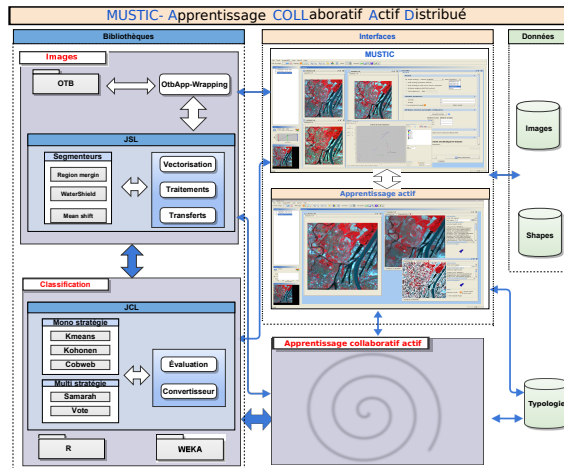 MUSTIC- Apprentissage COLLaboratif Actif Distribué
Bibliothèques
Images
OTB
OtbApp-Wrapping
JSL
Segmenteurs
Region margin
WaterShield
Mean shift
Vectorisation
Traitements
Transferts
Classification
JCL
Mono stratégie
Kmeans
Kohonen
Cobweb
Multi stratégie
Samarah
Vote
Évaluation
Convertisseur
R
WEKA
Interfaces
MUSTIC
Apprentissage actif
Apprentissage collaboratif actif
Données
Images
Shapes
Typologie